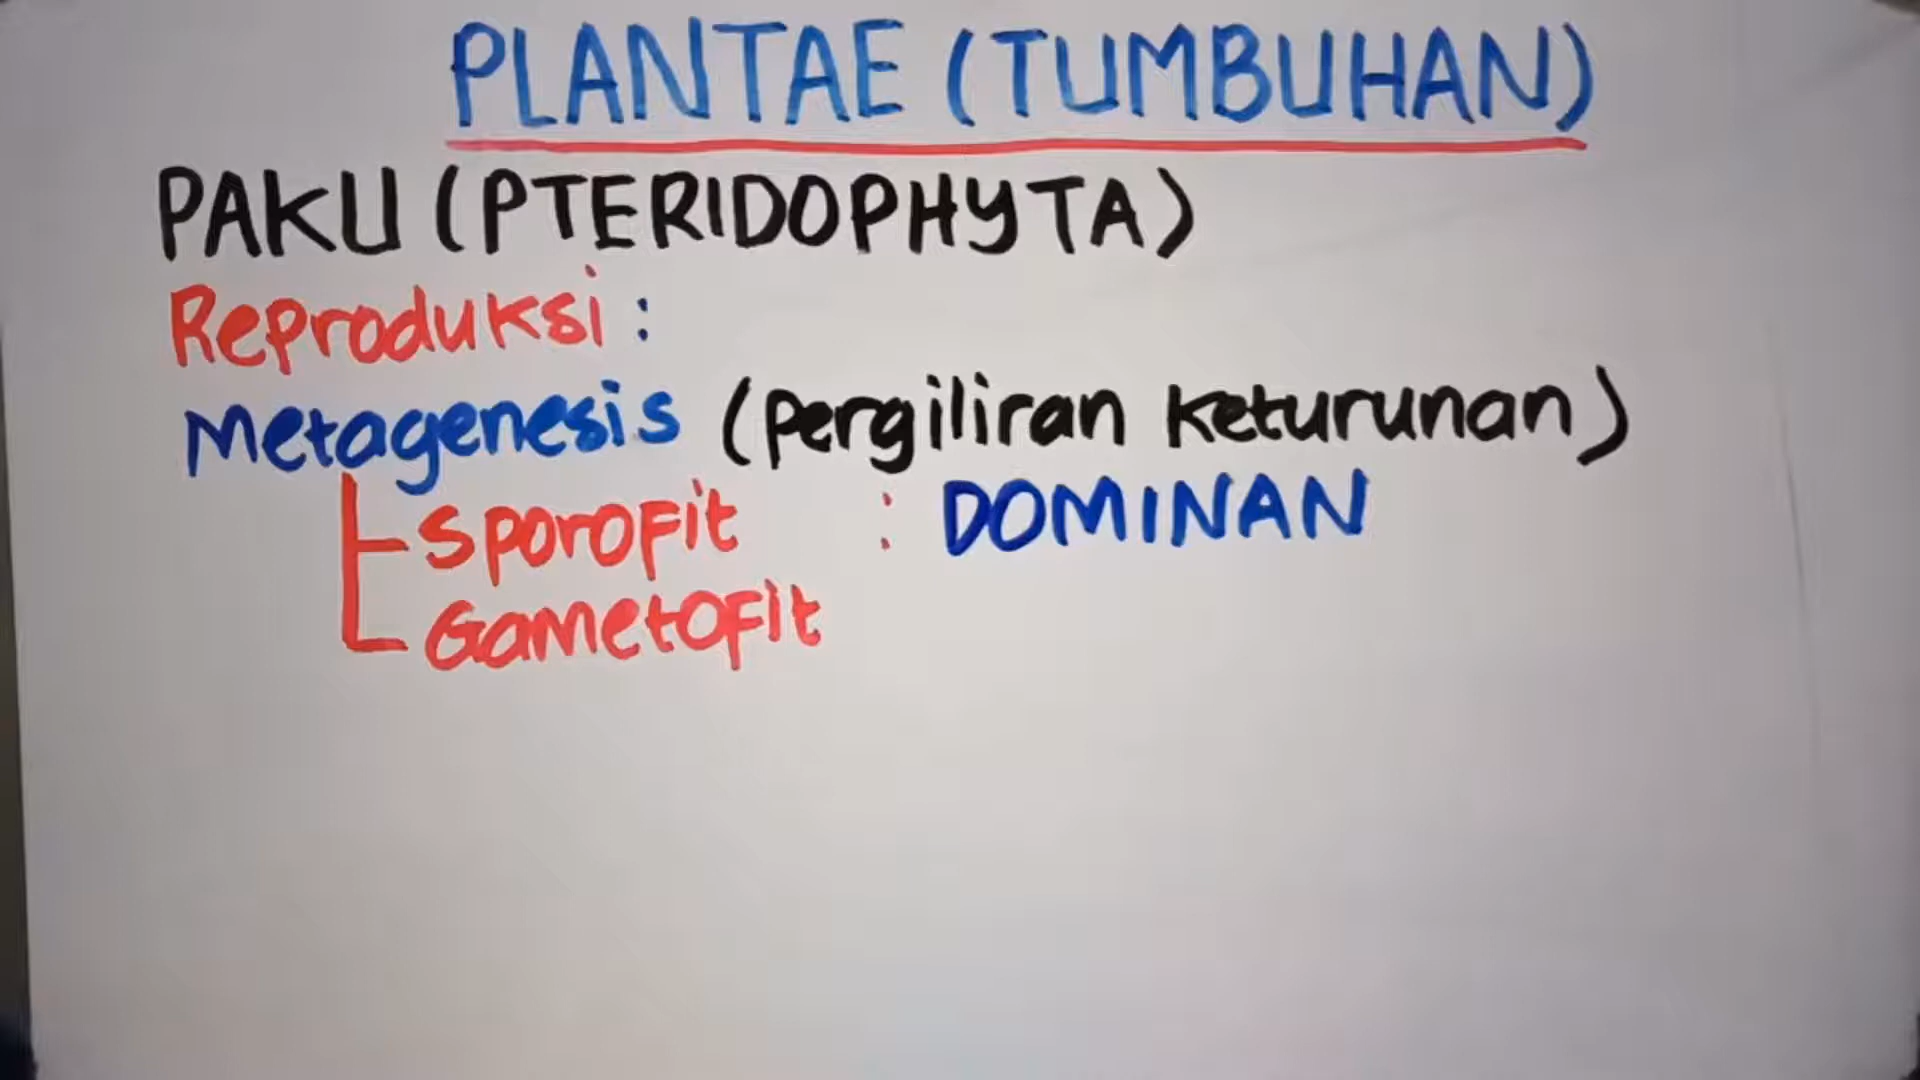 PLANTAE (TUMBUHAN)
PAKU (PTERIDOPHYTA)
Reproduksi :
Metagenesis (pergiliran keturunan)
sporofit : DOMINAN
Gametofit